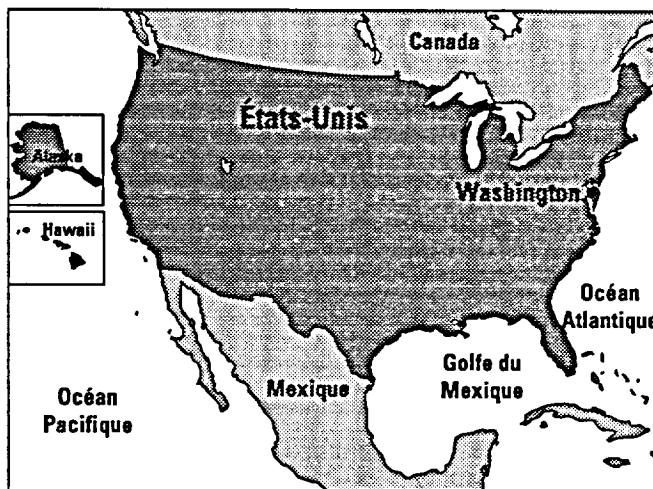 Canada
États-Unis
Alaska
Washington
Hawaii
Océan
Atlantique
Golfe du
Mexique
Mexique
Océan
Pacifique